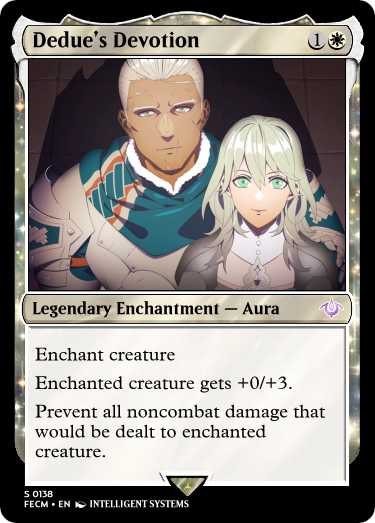 Dedue's Devotion 1
Legendary Enchantment — Aura
Enchant creature
Enchanted creature gets +0/+3.
Prevent all noncombat damage that
would be dealt to enchanted
creature.
S 0138
FECM • EN INTELLIGENT SYSTEMS